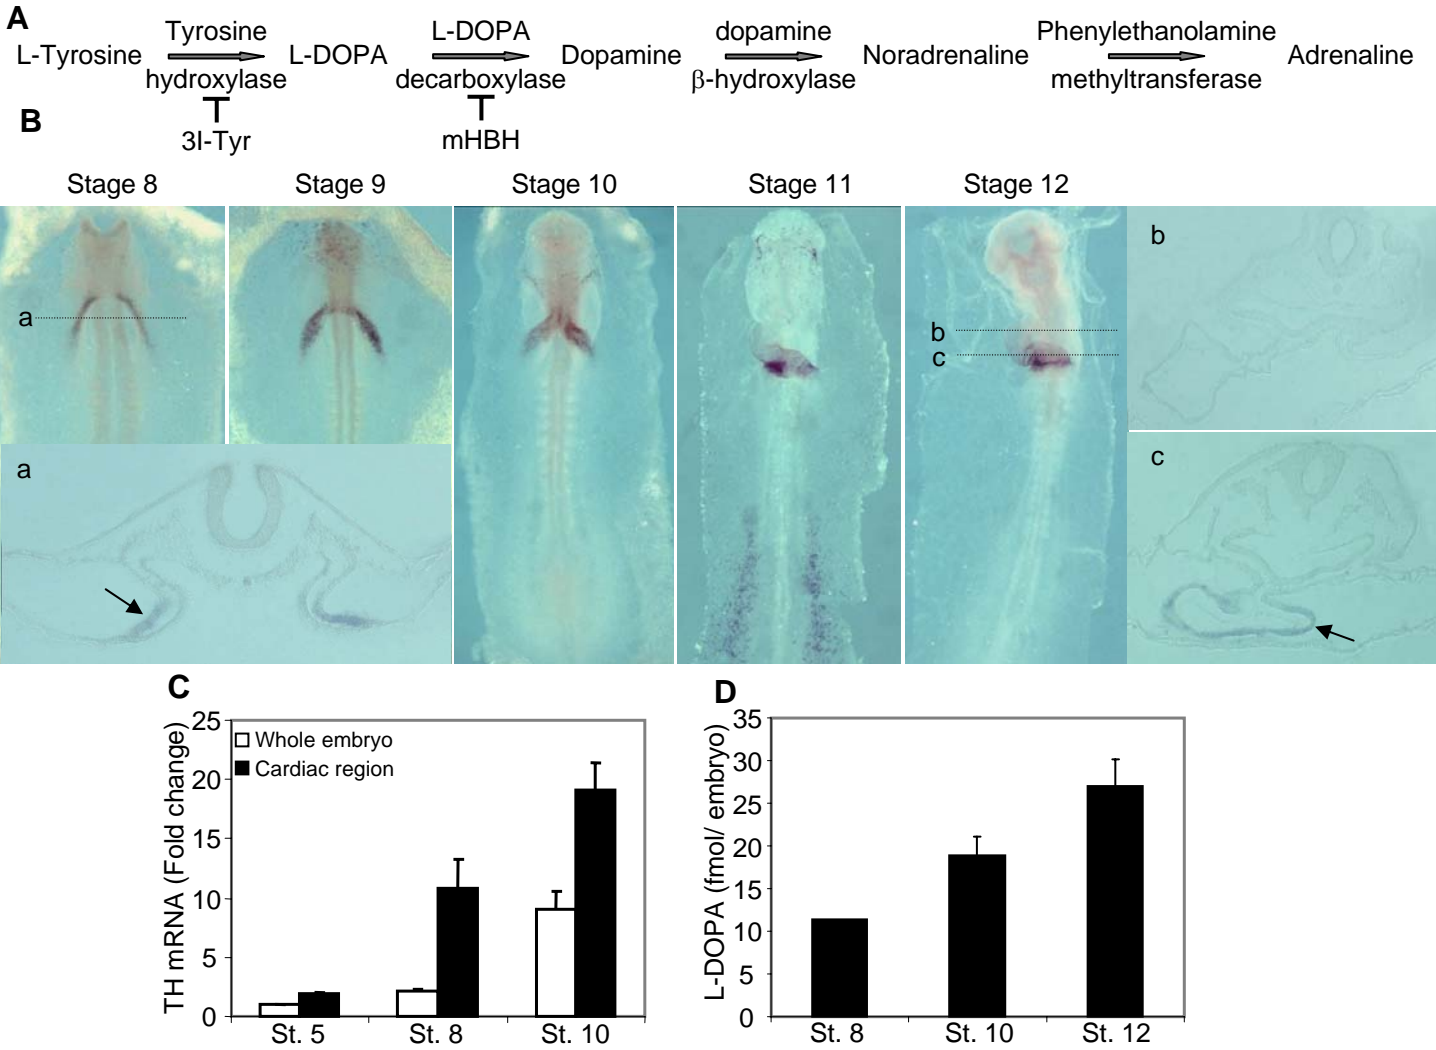 A
L-Tyrosine
Tyrosine
hydroxylase
L-DOPA
L-DOPA
decarboxylase
Dopamine
dopamine
β-hydroxylase
Noradrenaline
Phenylethanolamine
methyltransferase
Adrenaline
3I-Tyr
mHBH
B
Stage 8
Stage 9
Stage 10
Stage 11
Stage 12
a
b
c
a
b
c
C
TH mRNA (Fold change)
25
20
15
10
5
0
Whole embryo
Cardiac region
St. 5
St. 8
St. 10
D
L-DOPA (fmol/ embryo)
35
30
25
20
15
10
5
0
St. 8
St. 10
St. 12